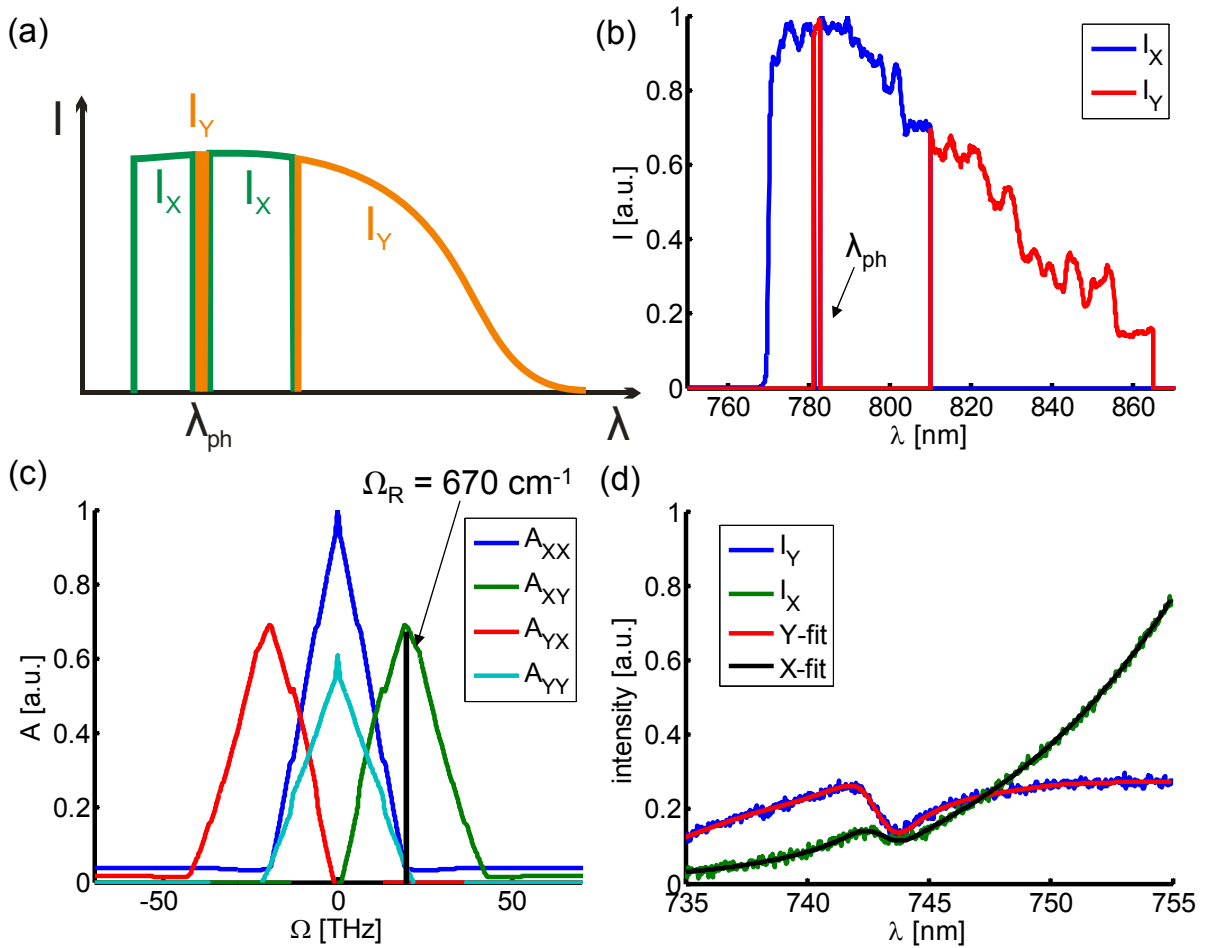 (a)
I
I_Y
I_X
I_X
I_Y
λ_ph
λ
(b)
I [a.u.]
1
0.8
0.6
0.4
0.2
0
I_X
I_Y
λ_ph
760 780 800 820 840 860
λ [nm]
(c)
Ω_R = 670 cm⁻¹
A [a.u.]
1
0.8
0.6
0.4
0.2
0
A_XX
A_XY
A_YX
A_YY
-50 0 50
Ω [THz]
(d)
intensity [a.u.]
1
0.8
0.6
0.4
0.2
0
I_Y
I_X
Y-fit
X-fit
735 740 745 750 755
λ [nm]